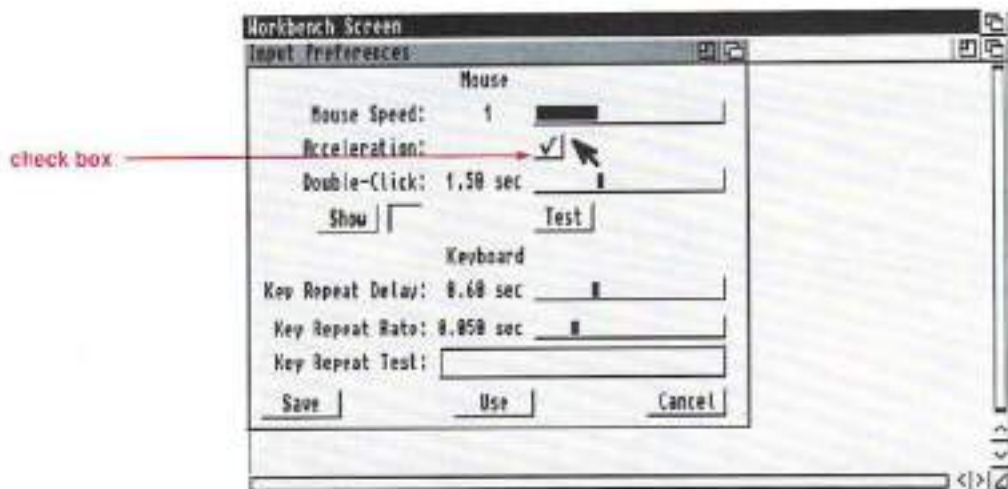 Workbench Screen
Input Preferences
Mouse
Mouse Speed: 1
check box
Acceleration: ✓
Double-Click: 1.50 sec
Show Test
Keyboard
Key Repeat Delay: 0.60 sec
Key Repeat Rate: 0.050 sec
Key Repeat Test:
Save Use Cancel